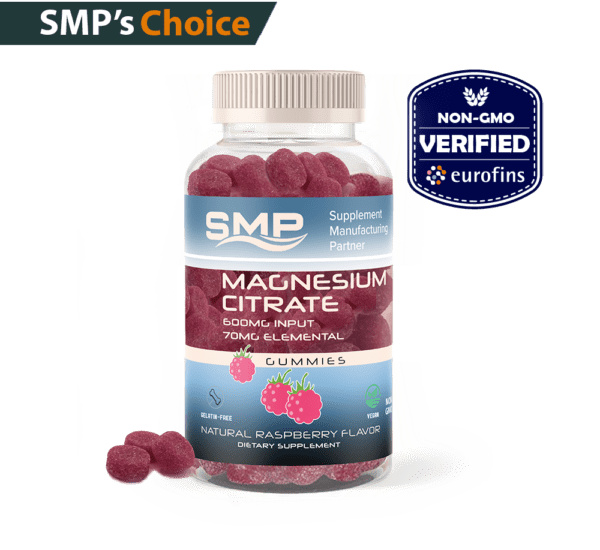 SMP's Choice
NON-GMO
VERIFIED
eurofins
SMP
Supplement
Manufacturing
Partner
MAGNESIUM
CITRATE
600MG INPUT
70MG ELEMENTAL
GUMMIES
GELATIN-FREE
VEGAN
NON
NATURAL RASPBERRY FLAVOR
DIETARY SUPPLEMENT